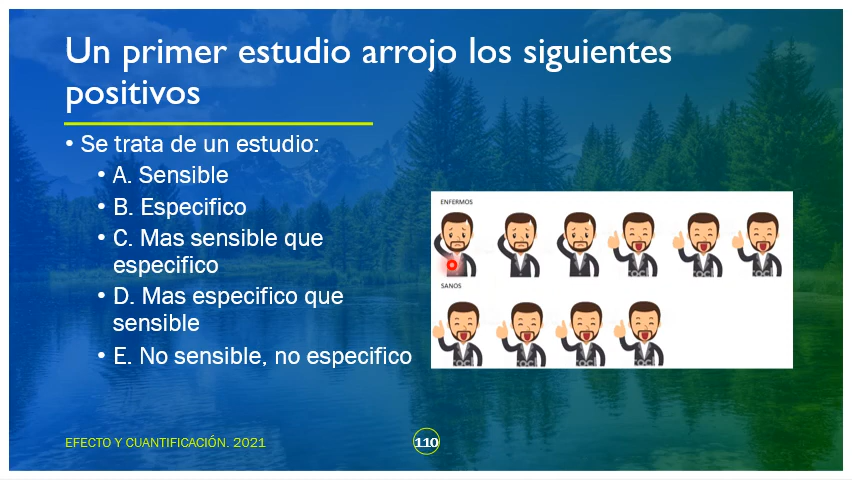 Un primer estudio arrojo los siguientes
positivos
• Se trata de un estudio:
• A. Sensible
• B. Especifico
• C. Mas sensible que
especifico
• D. Mas especifico que
sensible
• E. No sensible, no especifico
ENFERMOS
SANOS
EFECTO Y CUANTIFICACIÓN. 2021
110